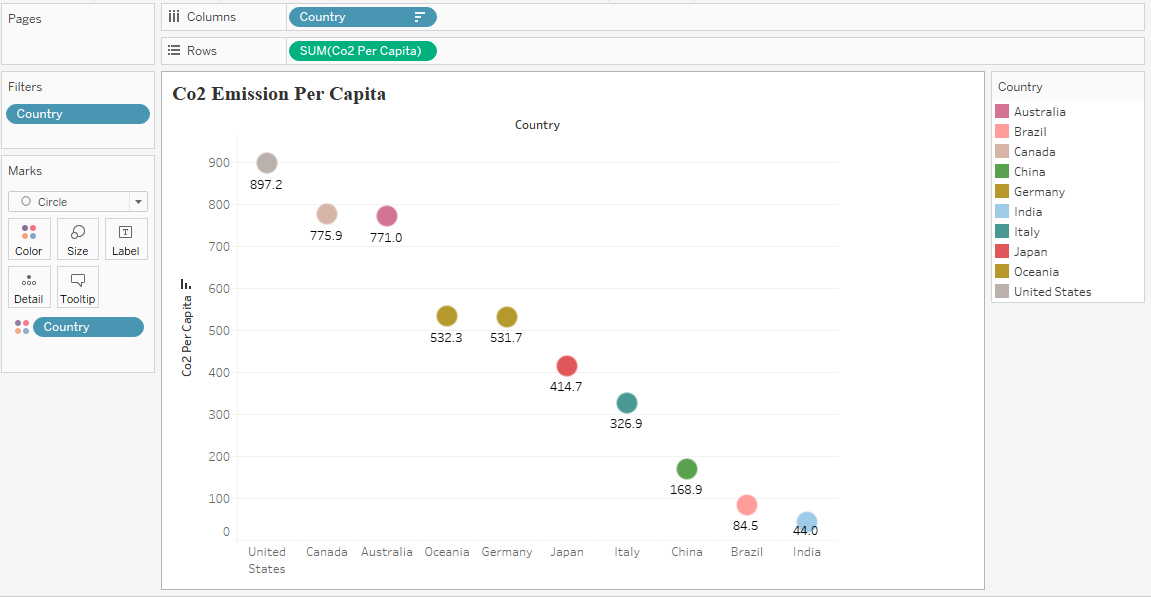 Pages
Columns
Country
Rows
SUM(Co2 Per Capita)
Filters
Country
Marks
Circle
Color
Size
Label
Detail
Tooltip
Country
Co2 Emission Per Capita
Country
Co2 Per Capita
900
800
700
600
500
400
300
200
100
0
897.2
775.9
771.0
532.3
531.7
414.7
326.9
168.9
84.5
44.0
United States
Canada
Australia
Oceania
Germany
Japan
Italy
China
Brazil
India
Country
Australia
Brazil
Canada
China
Germany
India
Italy
Japan
Oceania
United States